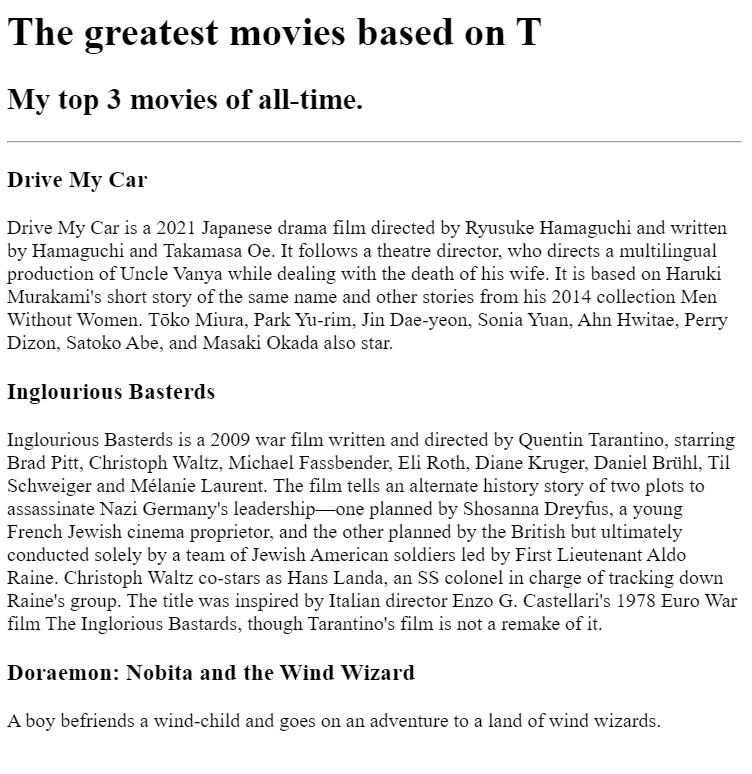 The greatest movies based on T
My top 3 movies of all-time.
Drive My Car
Drive My Car is a 2021 Japanese drama film directed by Ryusuke Hamaguchi and written
by Hamaguchi and Takamasa Oe. It follows a theatre director, who directs a multilingual
production of Uncle Vanya while dealing with the death of his wife. It is based on Haruki
Murakami's short story of the same name and other stories from his 2014 collection Men
Without Women. Tōko Miura, Park Yu-rim, Jin Dae-yeon, Sonia Yuan, Ahn Hwitae, Perry
Dizon, Satoko Abe, and Masaki Okada also star.
Inglourious Basterds
Inglourious Basterds is a 2009 war film written and directed by Quentin Tarantino, starring
Brad Pitt, Christoph Waltz, Michael Fassbender, Eli Roth, Diane Kruger, Daniel Brühl, Til
Schweiger and Mélanie Laurent. The film tells an alternate history story of two plots to
assassinate Nazi Germany's leadership—one planned by Shosanna Dreyfus, a young
French Jewish cinema proprietor, and the other planned by the British but ultimately
conducted solely by a team of Jewish American soldiers led by First Lieutenant Aldo
Raine. Christoph Waltz co-stars as Hans Landa, an SS colonel in charge of tracking down
Raine's group. The title was inspired by Italian director Enzo G. Castellari's 1978 Euro War
film The Inglorious Bastards, though Tarantino's film is not a remake of it.
Doraemon: Nobita and the Wind Wizard
A boy befriends a wind-child and goes on an adventure to a land of wind wizards.